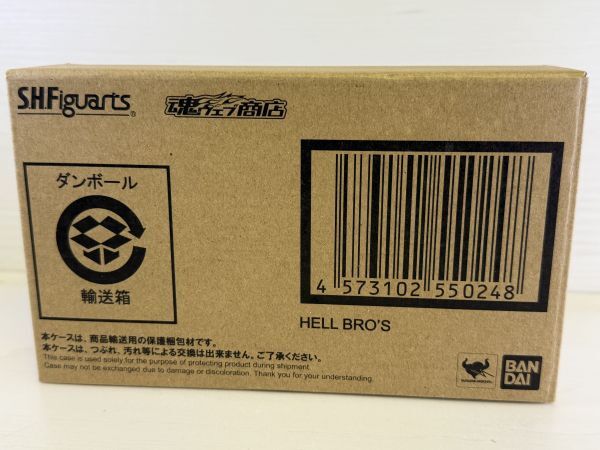 S.H.Figuarts®
魂ウェブ商店
ダンボール
輸送箱
4 573102 550248
HELL BRO'S
本ケースは、商品輸送用の保護梱包材です。
本ケースは、つぶれ、汚れ等による交換は出来ません。ご了承ください。
This case is used solely for the purpose of protecting product during shipment.
Case may not be exchanged due to damage or discoloration. Thank you for your understanding.
BAN
DAI